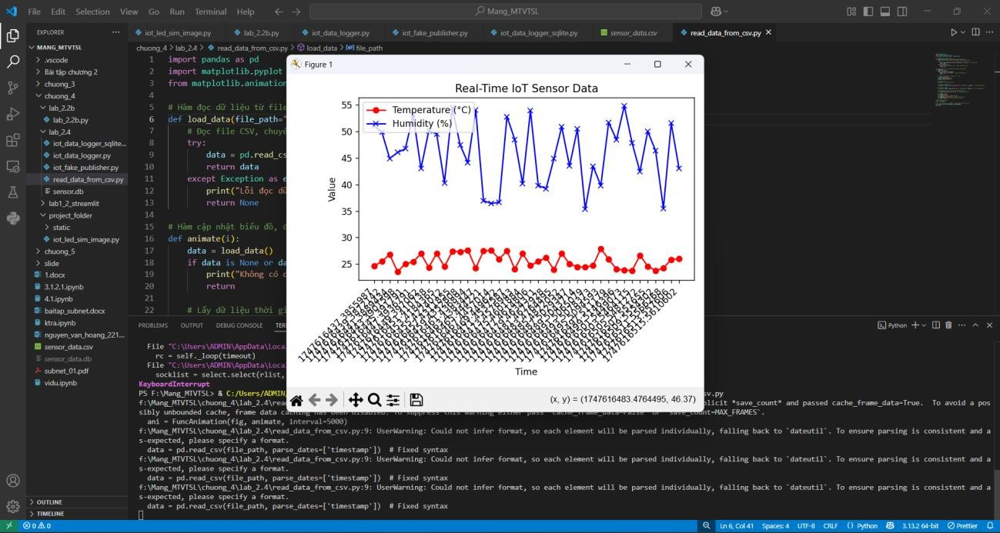 File Edit Selection View Go Run Terminal Help
Mang_MTVTSL
EXPLORER
MANG_MTVTSL
.vscode
Bài tập chương 2
chuong_3
chuong_4
lab_2.2b
lab_2.2b.py
lab_2.4
iot_data_logger_sqlite...
iot_data_logger.py
iot_fake_publisher.py
read_data_from_csv.py
sensor.db
lab1_2_streamlit
project_folder
static
iot_led_sim_image.py
chuong_5
slide
1.docx
3.1.2.1.ipynb
4.1.ipynb
baitap_subnet.docx
ktra.ipynb
nguyen_van_hoang_221...
sensor_data.csv
sensor_data.db
subnet_01.pdf
vidu.ipynb
OUTLINE
TIMELINE
iot_led_sim_image.py lab_2.2b.py iot_data_logger.py iot_fake_publisher.py iot_data_logger_sqlite.py sensor_data.csv read_data_from_csv.py
chuong_4 > lab_2.4 > read_data_from_csv.py > load_data > file_path
1 import pandas as pd
2 import matplotlib.pyplot
3 from matplotlib.animation
4
5 # Hàm đọc dữ liệu từ file
6 def load_data(file_path="
7 # Đọc file CSV, chuyể
8 try:
9 data = pd.read_cs
10 return data
11 except Exception as e
12 print("Lỗi đọc dữ
13 return None
14
15 # Hàm cập nhật biểu đồ, đ
16 def animate(i):
17 data = load_data()
18 if data is None or da
19 print("Không có d
20 return
21
22 # Lấy dữ liệu thời gi
Figure 1
Real-Time IoT Sensor Data
Temperature (°C)
Humidity (%)
55
50
45
40
35
30
25
Value
1747616437.3855987
Time
(x, y) = (1747616483.4764495, 46.37)
PROBLEMS OUTPUT DEBUG CONSOLE TER
Python
File "C:\Users\ADMIN\AppData\Loca
rc = self._loop(timeout)
File "C:\Users\ADMIN\AppData\Loca
socklist = select.select(rlist,
KeyboardInterrupt
PS F:\Mang_MTVTSL> & C:/Users/ADMIN sv.py
f:\Mang_MTVTSL\chuong_4\lab_2.4\read plicit *save_count* and passed cache_frame_data=True. To avoid a pos
sibly unbounded cache, frame data caching has been disabled. To suppress this warning either pass `cache_frame_data=False` or `save_count=MAX_FRAMES`.
ani = FuncAnimation(fig, animate, interval=5000)
f:\Mang_MTVTSL\chuong_4\lab_2.4\read_data_from_csv.py:9: UserWarning: Could not infer format, so each element will be parsed individually, falling back to `dateutil`. To ensure parsing is consistent and a
s-expected, please specify a format.
data = pd.read_csv(file_path, parse_dates=['timestamp']) # Fixed syntax
f:\Mang_MTVTSL\chuong_4\lab_2.4\read_data_from_csv.py:9: UserWarning: Could not infer format, so each element will be parsed individually, falling back to `dateutil`. To ensure parsing is consistent and a
s-expected, please specify a format.
data = pd.read_csv(file_path, parse_dates=['timestamp']) # Fixed syntax
f:\Mang_MTVTSL\chuong_4\lab_2.4\read_data_from_csv.py:9: UserWarning: Could not infer format, so each element will be parsed individually, falling back to `dateutil`. To ensure parsing is consistent and a
s-expected, please specify a format.
data = pd.read_csv(file_path, parse_dates=['timestamp']) # Fixed syntax
0 0 Ln 6, Col 41 Spaces: 4 UTF-8 CRLF {} Python 3.13.2 64-bit Prettier